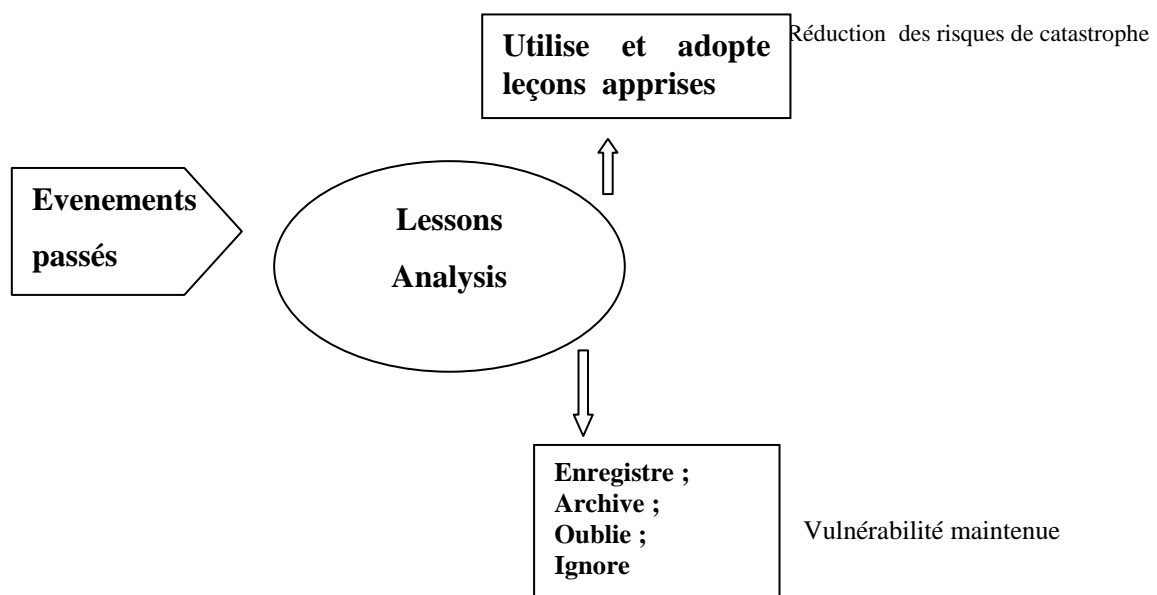 Utilise et adopte
leçons apprises
Réduction des risques de catastrophe
Evenements
passés
Lessons
Analysis
Enregistre ;
Archive ;
Oublie ;
Ignore
Vulnérabilité maintenue